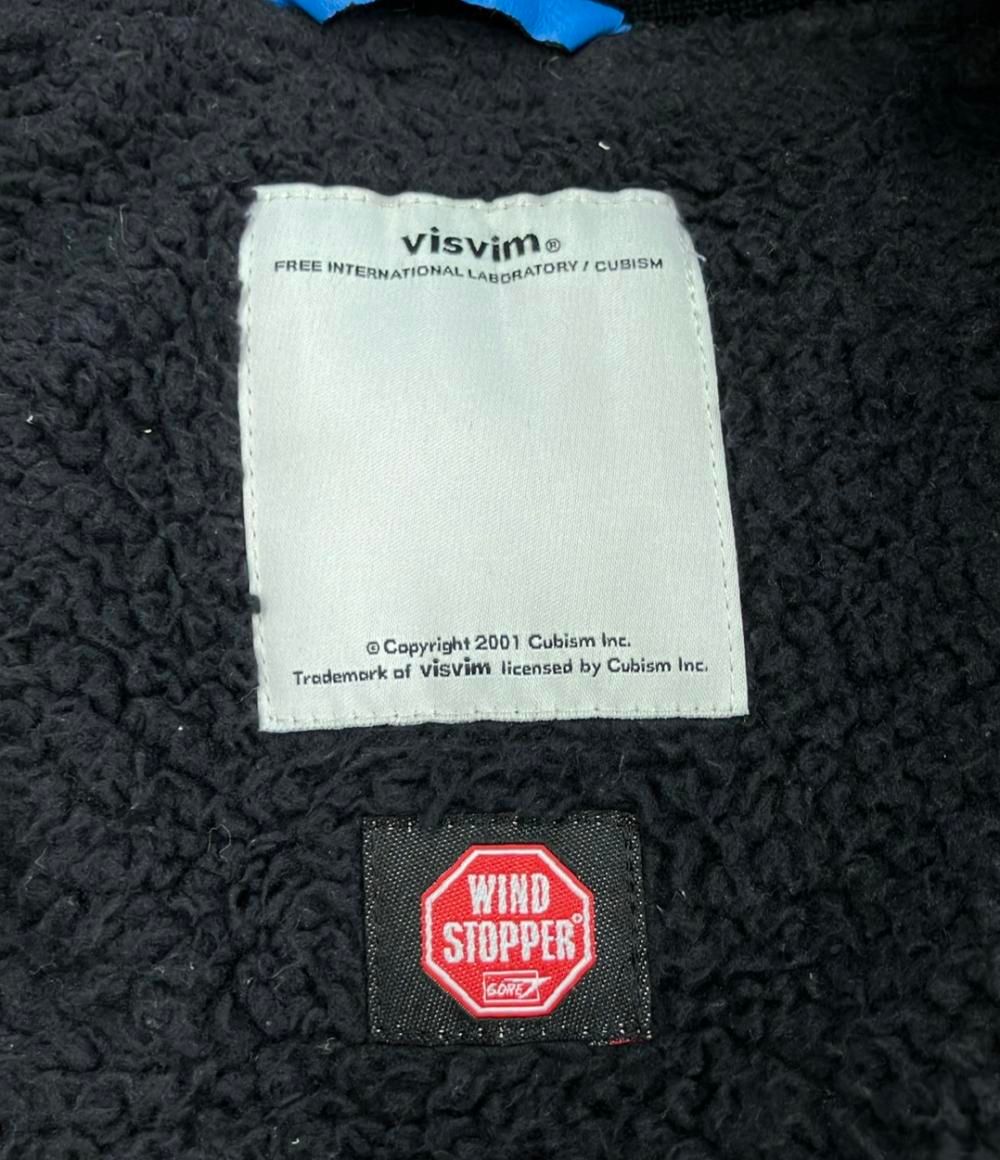 visvim®
FREE INTERNATIONAL LABORATORY / CUBISM
© Copyright 2001 Cubism Inc.
Trademark of visvim licensed by Cubism Inc.
WIND
STOPPER®
GORE